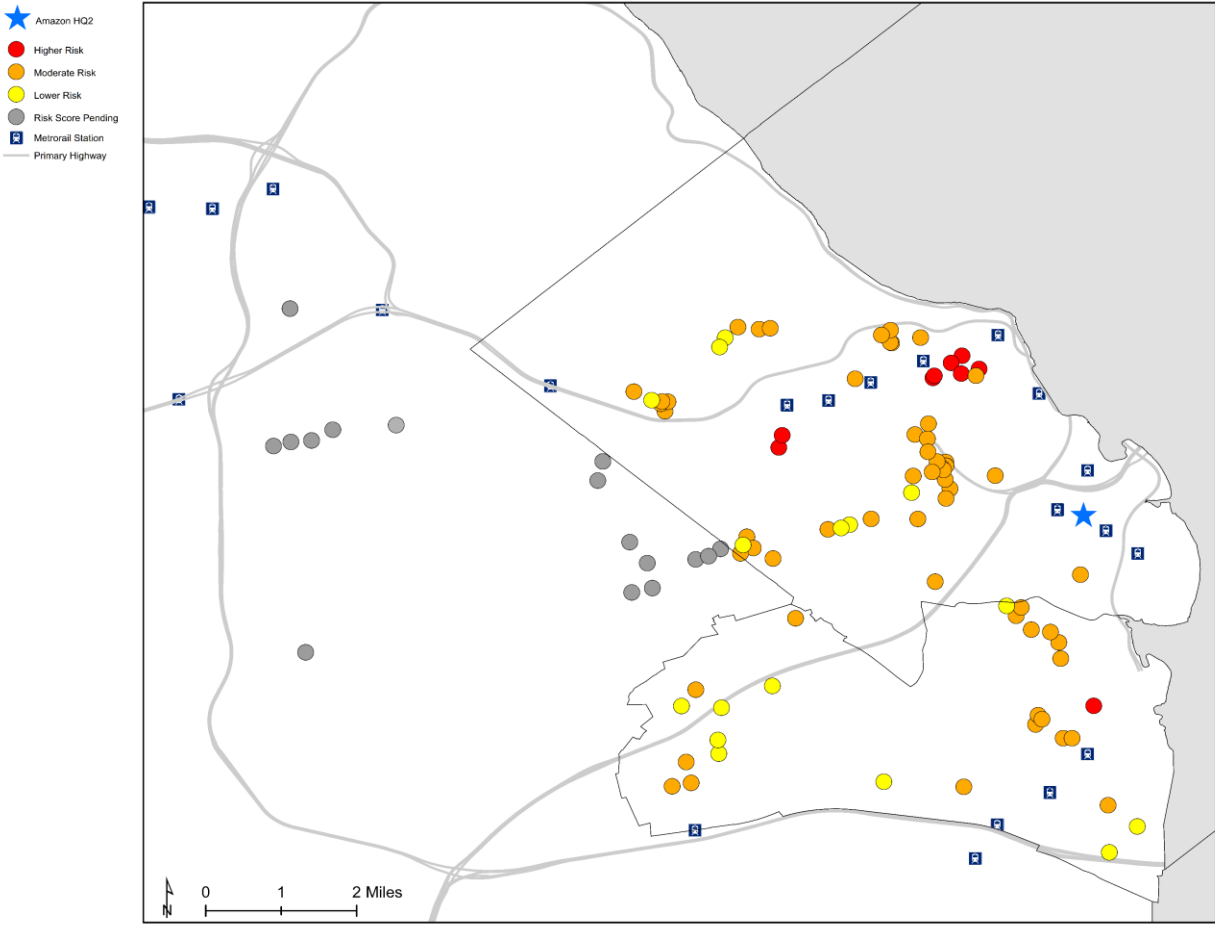 Amazon HQ2
Higher Risk
Moderate Risk
Lower Risk
Risk Score Pending
Metrorail Station
Primary Highway
N
0 1 2 Miles